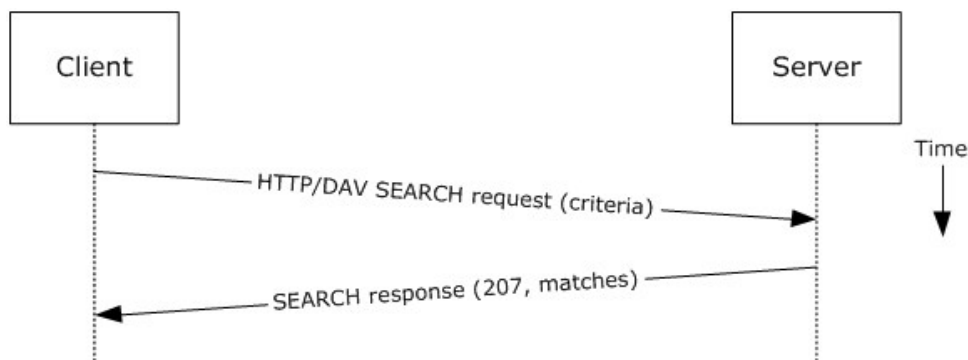 Client
Server
Time
HTTP/DAV SEARCH request (criteria)
SEARCH response (207, matches)